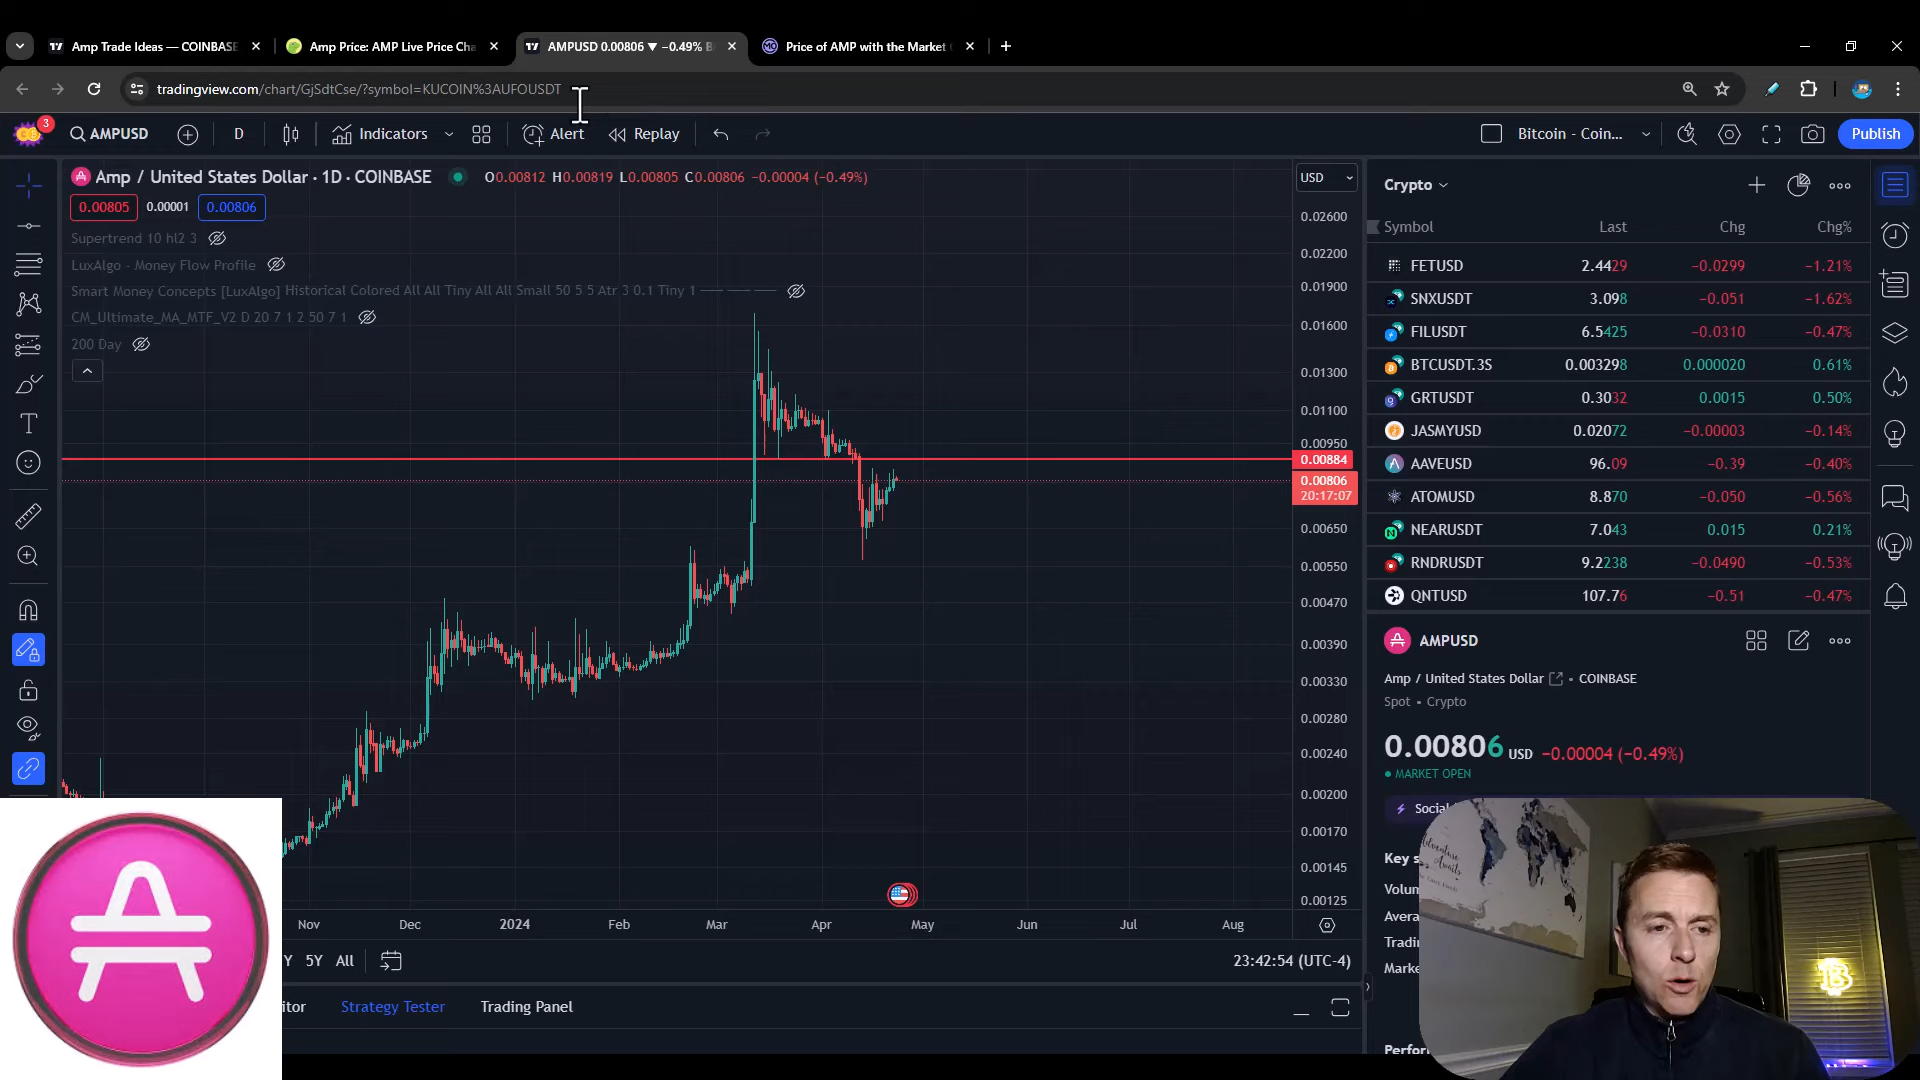 Amp Trade Ideas — COINBASE
Amp Price: AMP Live Price Cha
AMPUSD 0.00806 ▼ −0.49% B
Price of AMP with the Market
tradingview.com/chart/GjSdtCse/?symbol=KUCOIN%3AUFOUSDT
3
AMPUSD
D
Indicators
Alert
Replay
Bitcoin - Coin...
Publish
Amp / United States Dollar · 1D · COINBASE
O0.00812 H0.00819 L0.00805 C0.00806 −0.00004 (−0.49%)
USD
0.00805 0.00001 0.00806
Supertrend 10 hl2 3
LuxAlgo - Money Flow Profile
Smart Money Concepts [LuxAlgo] Historical Colored All All Tiny All All Small 50 5 5 Atr 3 0.1 Tiny 1
CM_Ultimate_MA_MTF_V2 D 20 7 1 2 50 7 1
200 Day
0.02600
0.02200
0.01900
0.01600
0.01300
0.01100
0.00950
0.00884
0.00806
20:17:07
0.00650
0.00550
0.00470
0.00390
0.00330
0.00280
0.00240
0.00200
0.00170
0.00145
0.00125
Nov Dec 2024 Feb Mar Apr May Jun Jul Aug
Y 5Y All
23:42:54 (UTC-4)
itor Strategy Tester Trading Panel
Crypto
Symbol Last Chg Chg%
FETUSD 2.4429 −0.0299 −1.21%
SNXUSDT 3.098 −0.051 −1.62%
FILUSDT 6.5425 −0.0310 −0.47%
BTCUSDT.3S 0.003298 0.000020 0.61%
GRTUSDT 0.3032 0.0015 0.50%
JASMYUSD 0.02072 −0.00003 −0.14%
AAVEUSD 96.09 −0.39 −0.40%
ATOMUSD 8.870 −0.050 −0.56%
NEARUSDT 7.043 0.015 0.21%
RNDRUSDT 9.2238 −0.0490 −0.53%
QNTUSD 107.76 −0.51 −0.47%
AMPUSD
Amp / United States Dollar • COINBASE
Spot • Crypto
0.00806 USD −0.00004 (−0.49%)
MARKET OPEN
Social
Key s
Volum
Avera
Tradi
Marke
Perfor
Adventure
Awaits